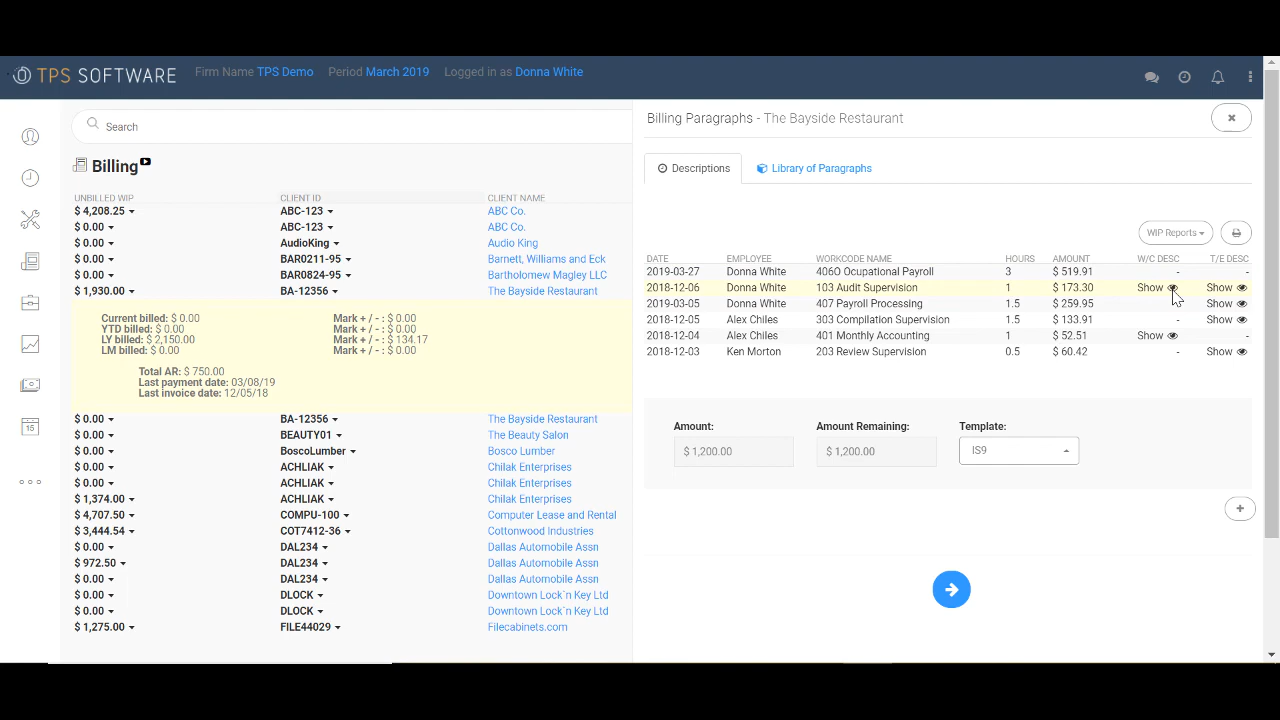 TPS SOFTWARE Firm Name TPS Demo Period March 2019 Logged in as Donna White
Search
Billing
UNBILLED WIP CLIENT ID CLIENT NAME
$ 4,208.25 ABC-123 ABC Co.
$ 0.00 ABC-123 ABC Co.
$ 0.00 AudioKing Audio King
$ 0.00 BAR0211-95 Barnett, Williams and Eck
$ 0.00 BAR0824-95 Bartholomew Magley LLC
$ 1,930.00 BA-12356 The Bayside Restaurant
Current billed: $ 0.00 Mark + / - : $ 0.00
YTD billed: $ 0.00 Mark + / - : $ 0.00
LY billed: $ 2,150.00 Mark + / - : $ 134.17
LM billed: $ 0.00 Mark + / - : $ 0.00
Total AR: $ 750.00
Last payment date: 03/08/19
Last invoice date: 12/05/18
$ 0.00 BA-12356 The Bayside Restaurant
$ 0.00 BEAUTY01 The Beauty Salon
$ 0.00 BoscoLumber Bosco Lumber
$ 0.00 ACHLIAK Chilak Enterprises
$ 0.00 ACHLIAK Chilak Enterprises
$ 1,374.00 ACHLIAK Chilak Enterprises
$ 4,707.50 COMPU-100 Computer Lease and Rental
$ 3,444.54 COT7412-36 Cottonwood Industries
$ 0.00 DAL234 Dallas Automobile Assn
$ 972.50 DAL234 Dallas Automobile Assn
$ 0.00 DAL234 Dallas Automobile Assn
$ 0.00 DLOCK Downtown Lock`n Key Ltd
$ 0.00 DLOCK Downtown Lock`n Key Ltd
$ 1,275.00 FILE44029 Filecabinets.com
15
Billing Paragraphs - The Bayside Restaurant
Descriptions Library of Paragraphs
WIP Reports
DATE EMPLOYEE WORKCODE NAME HOURS AMOUNT W/C DESC T/E DESC
2019-03-27 Donna White 4060 Ocupational Payroll 3 $ 519.91 - -
2018-12-06 Donna White 103 Audit Supervision 1 $ 173.30 Show Show
2019-03-05 Donna White 407 Payroll Processing 1.5 $ 259.95 Show
2018-12-05 Alex Chiles 303 Compilation Supervision 1.5 $ 133.91 - Show
2018-12-04 Alex Chiles 401 Monthly Accounting 1 $ 52.51 Show -
2018-12-03 Ken Morton 203 Review Supervision 0.5 $ 60.42 - Show
Amount: Amount Remaining: Template:
$ 1,200.00 $ 1,200.00 IS9